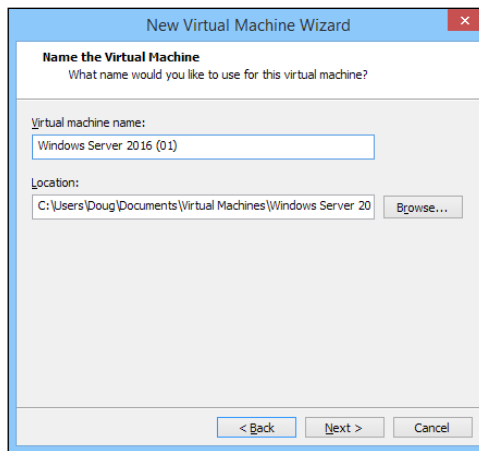 New Virtual Machine Wizard
Name the Virtual Machine
What name would you like to use for this virtual machine?
Virtual machine name:
Windows Server 2016 (01)
Location:
C:\Users\Doug\Documents\Virtual Machines\Windows Server 20
Browse...
< Back Next > Cancel